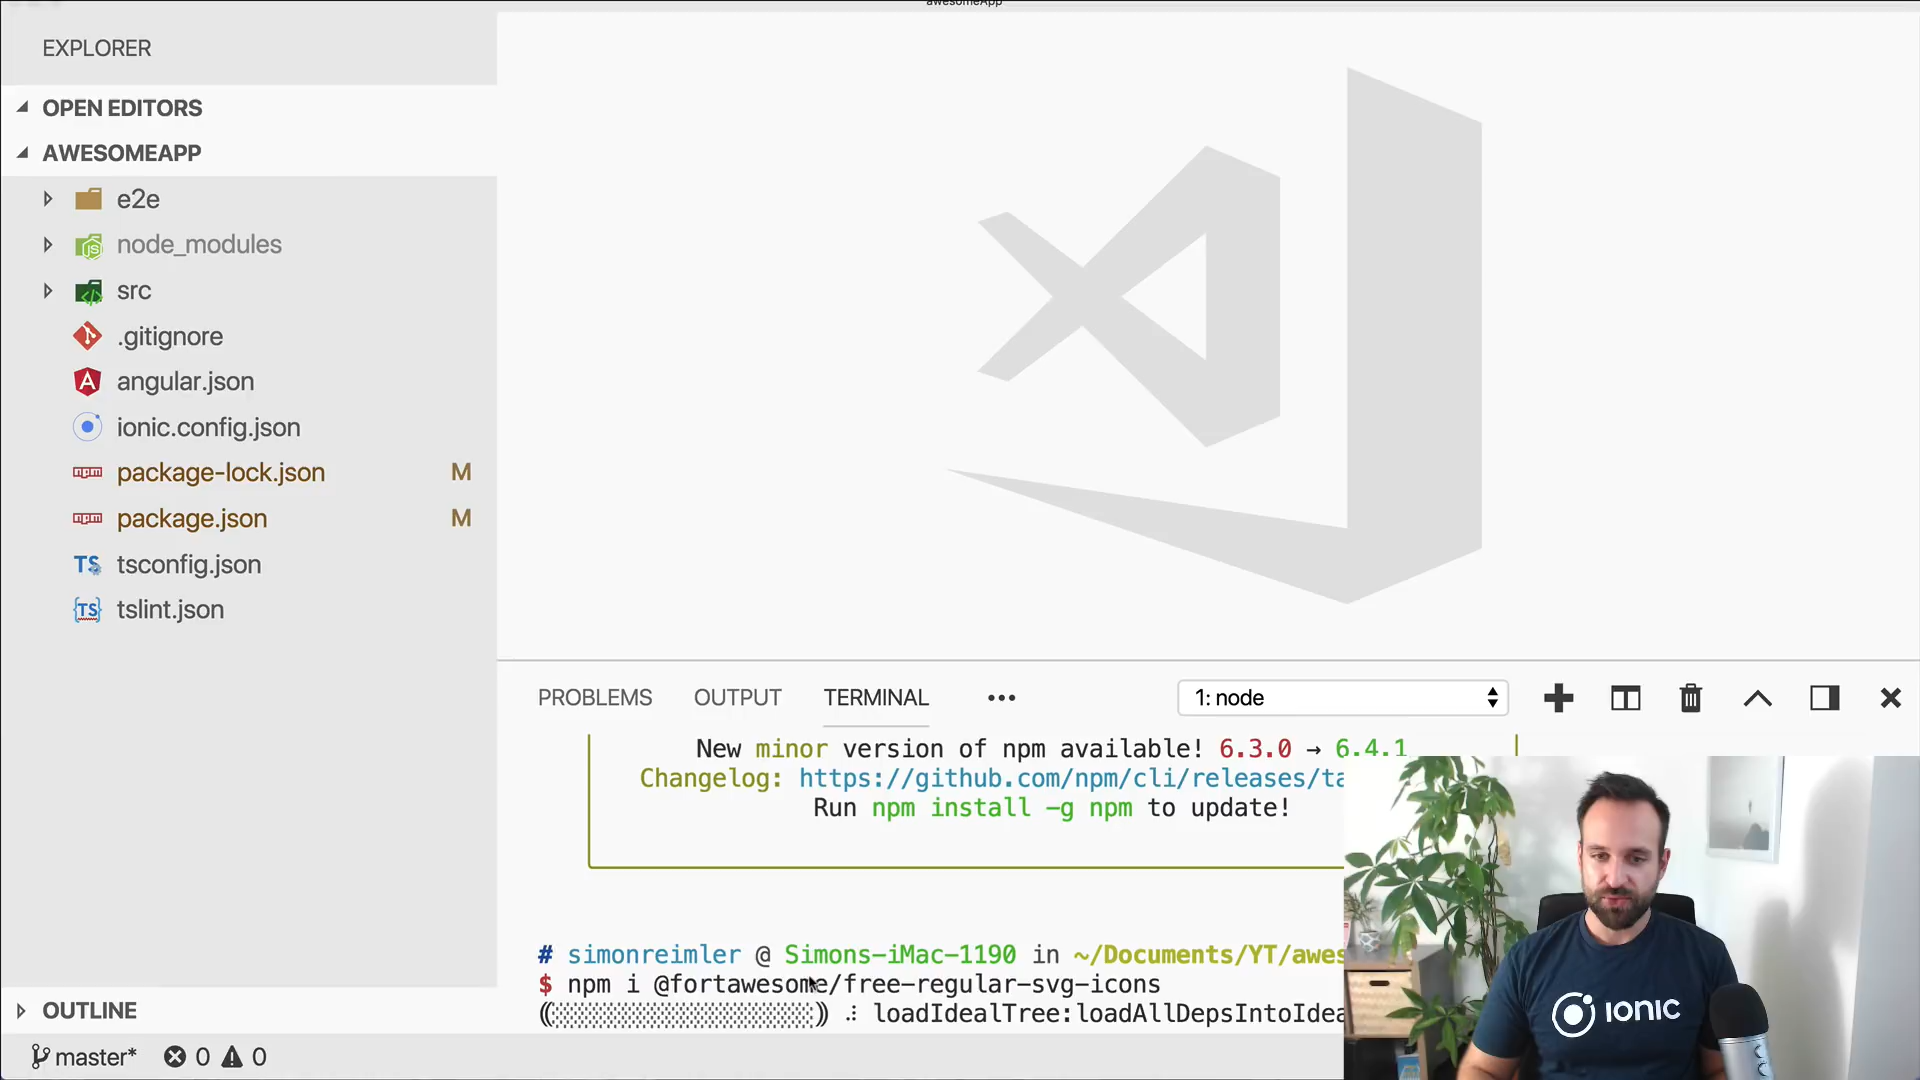 awesomeApp
EXPLORER
OPEN EDITORS
AWESOMEAPP
e2e
node_modules
src
.gitignore
angular.json
ionic.config.json
package-lock.json M
package.json M
TS tsconfig.json
TS tslint.json
OUTLINE
master* 0 0
PROBLEMS OUTPUT TERMINAL ••• 1: node
New minor version of npm available! 6.3.0 → 6.4.1
Changelog: https://github.com/npm/cli/releases/ta
Run npm install -g npm to update!
# simonreimler @ Simons-iMac-1190 in ~/Documents/YT/awes
$ npm i @fortawesome/free-regular-svg-icons
loadIdealTree:loadAllDepsIntoIdea
IONIC